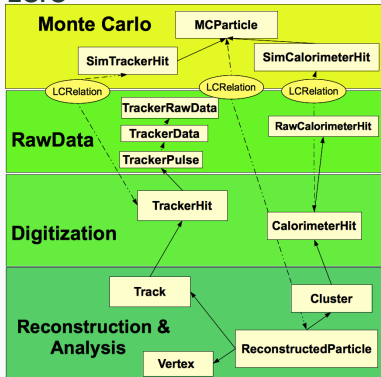 LCIO
Monte Carlo
MCParticle
SimTrackerHit
SimCalorimeterHit
LCRelation
LCRelation
LCRelation
TrackerRawData
RawData
TrackerData
RawCalorimeterHit
TrackerPulse
TrackerHit
CalorimeterHit
Digitization
Track
Cluster
Reconstruction &
Analysis
ReconstructedParticle
Vertex